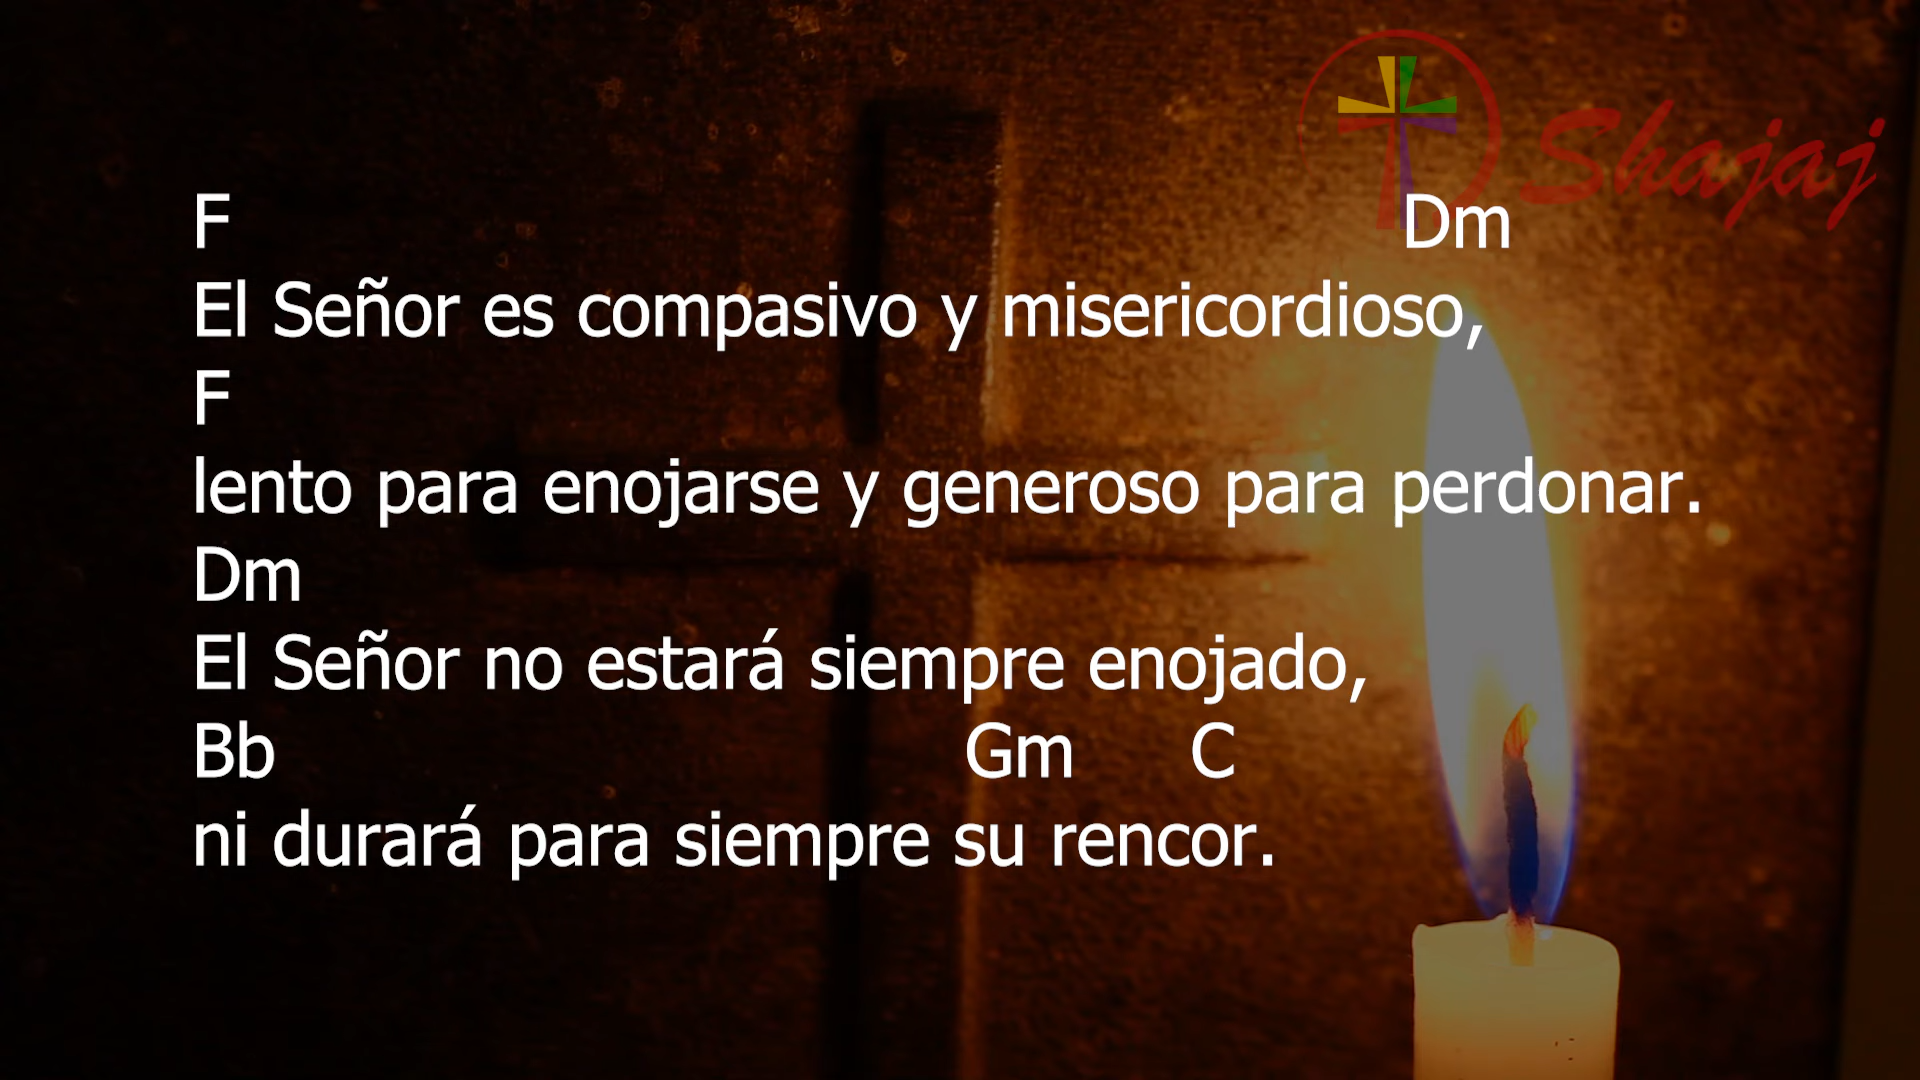 Shajaj
F Dm
El Señor es compasivo y misericordioso,
F
lento para enojarse y generoso para perdonar.
Dm
El Señor no estará siempre enojado,
Bb Gm C
ni durará para siempre su rencor.